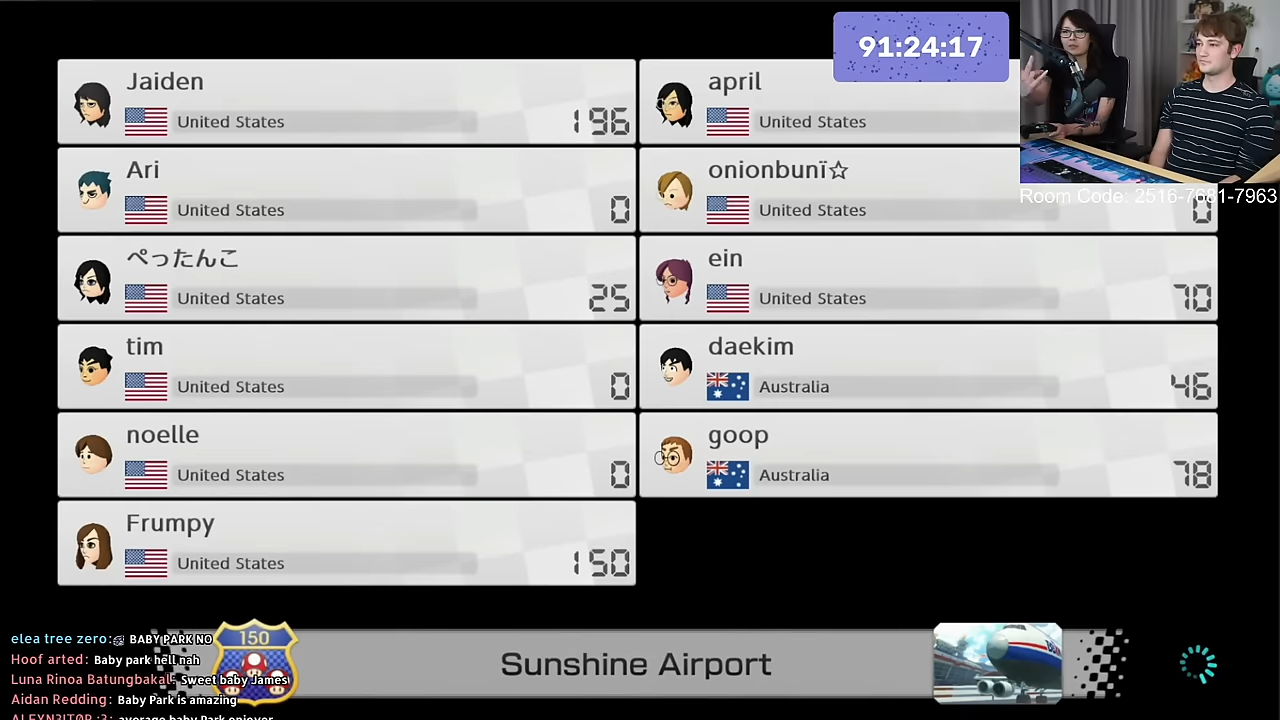 91:24:17
Jaiden
United States
196
april
United States
Room Code: 2516-7681-7963
Ari
United States
0
onionbunï☆
United States
0
ぺったんこ
United States
25
ein
United States
70
tim
United States
0
daekim
Australia
46
noelle
United States
0
goop
Australia
78
Frumpy
United States
150
elea tree zero: BABY PARK NO
Hoof arted: Baby park hell nah
Luna Rinoa Batungbakal: Sweet baby James
Aidan Redding: Baby Park is amazing
150
Sunshine Airport